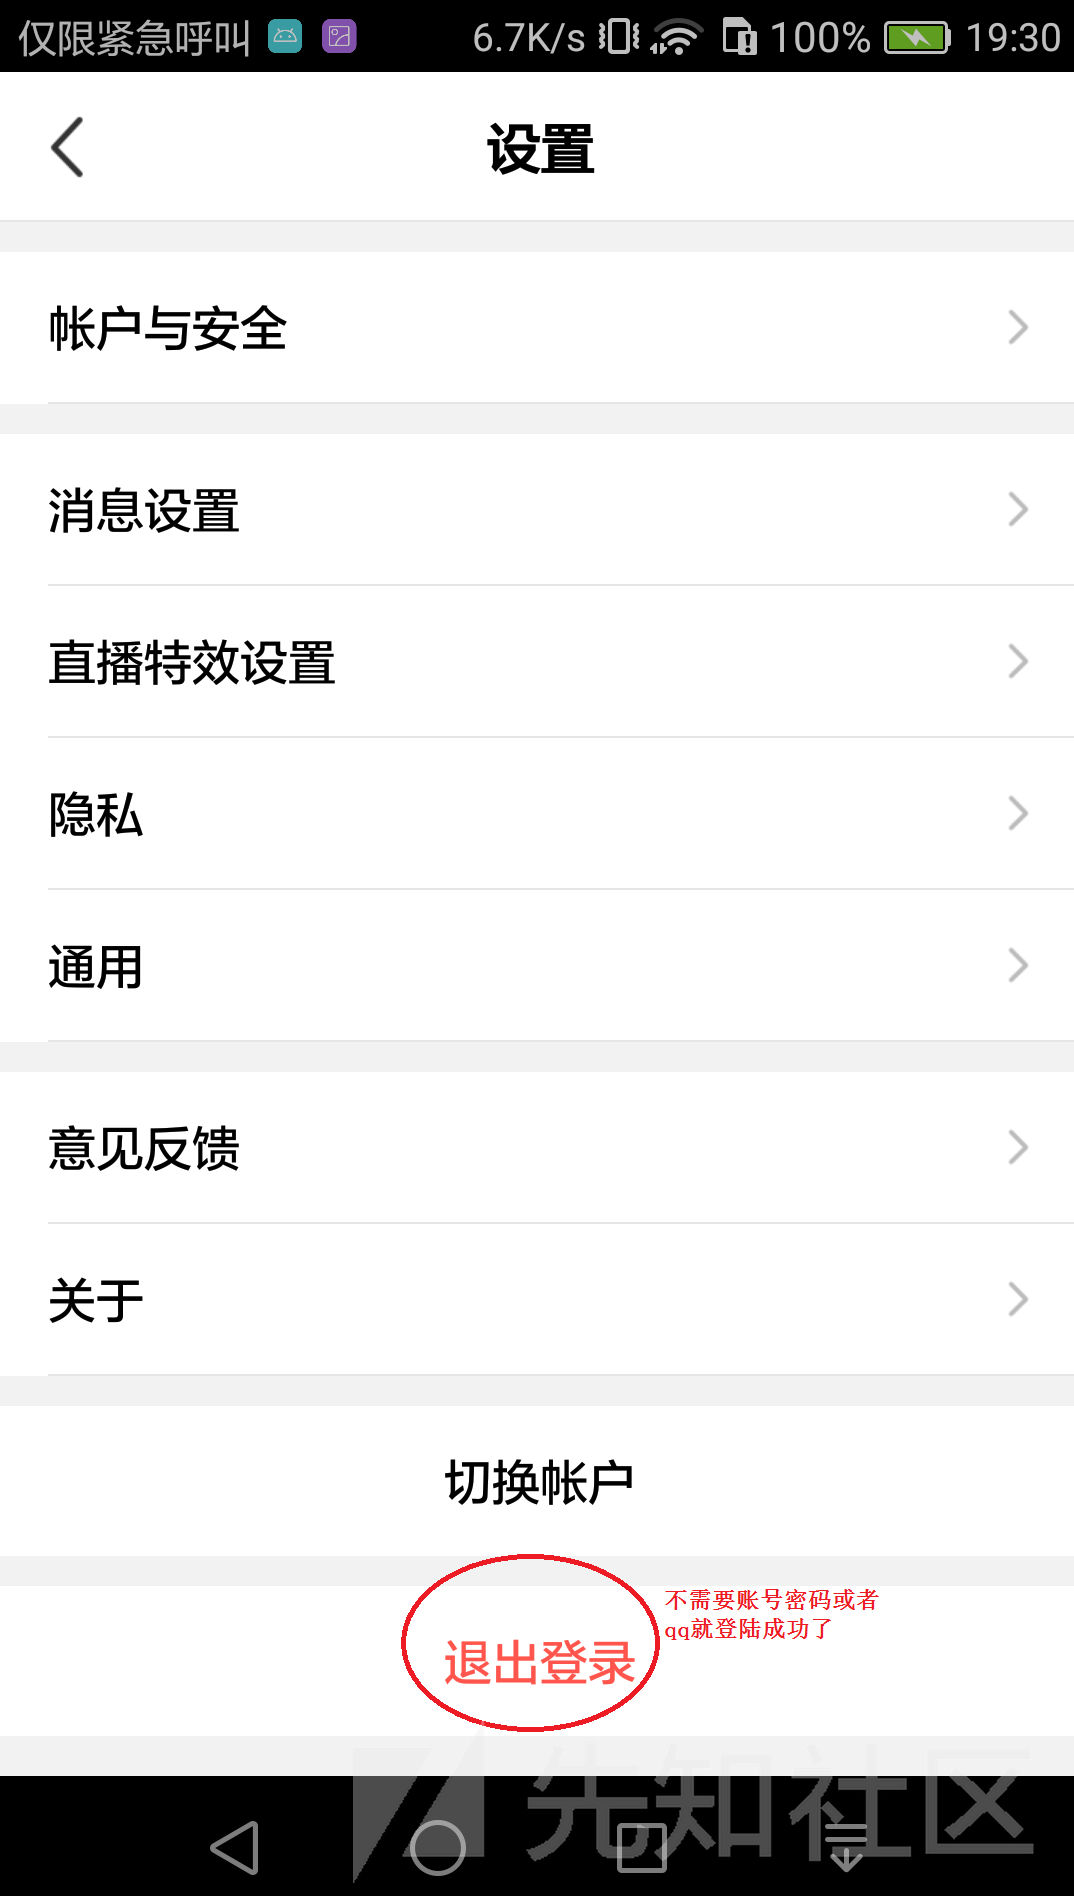 仅限紧急呼叫 6.7K/s 100% 19:30
设置
帐户与安全
消息设置
直播特效设置
隐私
通用
意见反馈
关于
切换帐户
退出登录
不需要账号密码或者
qq就登陆成功了
先知社区